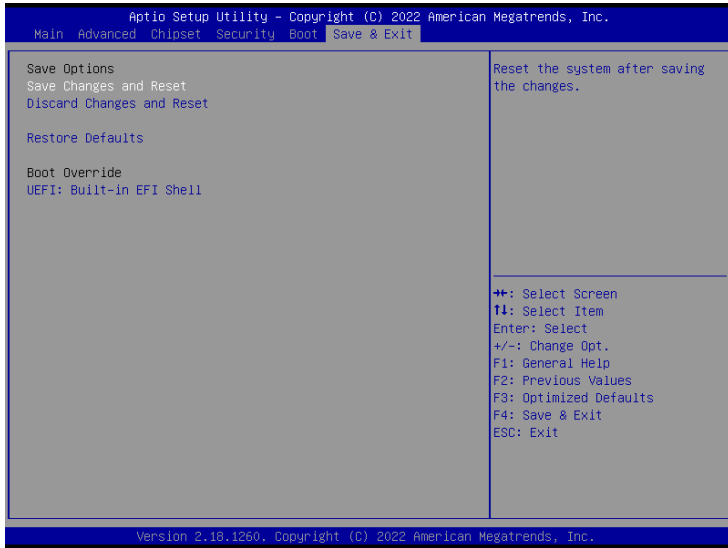 Aptio Setup Utility – Copyright (C) 2022 American Megatrends, Inc.
Main Advanced Chipset Security Boot Save & Exit
Save Options
Save Changes and Reset
Discard Changes and Reset
Restore Defaults
Boot Override
UEFI: Built-in EFI Shell
Reset the system after saving
the changes.
→←: Select Screen
↑↓: Select Item
Enter: Select
+/-: Change Opt.
F1: General Help
F2: Previous Values
F3: Optimized Defaults
F4: Save & Exit
ESC: Exit
Version 2.18.1260. Copyright (C) 2022 American Megatrends, Inc.